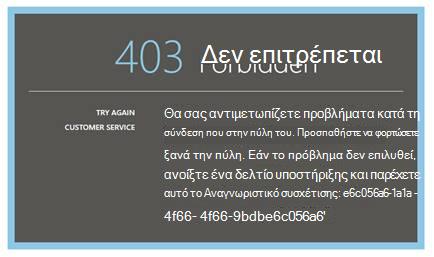 403 Δεν επιτρέπεται
Forbidden
TRY AGAIN
CUSTOMER SERVICE
Θα σας αντιμετωπίζετε προβλήματα κατά τη
σύνδεση που στην πύλη του. Προσπαθήστε να φορτώσετε
ξανά την πύλη. Εάν το πρόβλημα δεν επιλυθεί,
ανοίξτε ένα δελτίο υποστήριξης και παρέχετε
αυτό το Αναγνωριστικό συσχέτισης: e6c056a6-1a1a -
4f66- 4f66-9bdbe6c056a6'